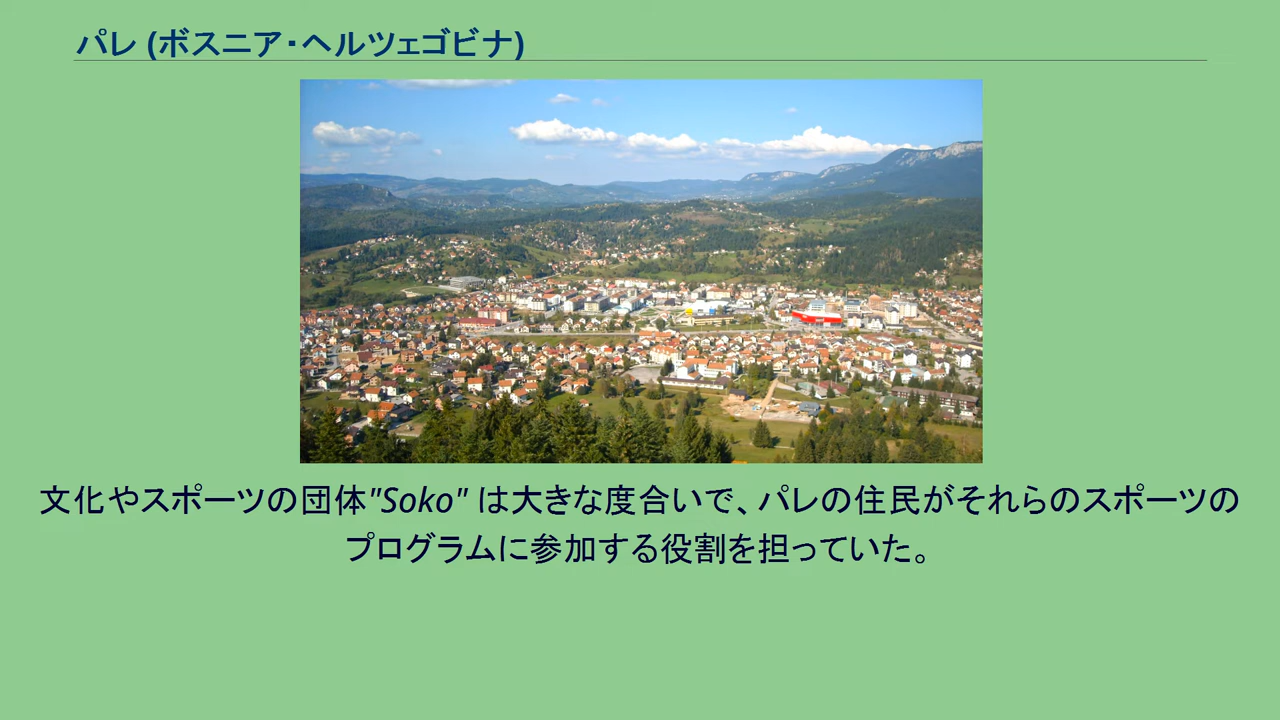 パレ (ボスニア・ヘルツェゴビナ)
文化やスポーツの団体"Soko" は大きな度合いで、パレの住民がそれらのスポーツの
プログラムに参加する役割を担っていた。